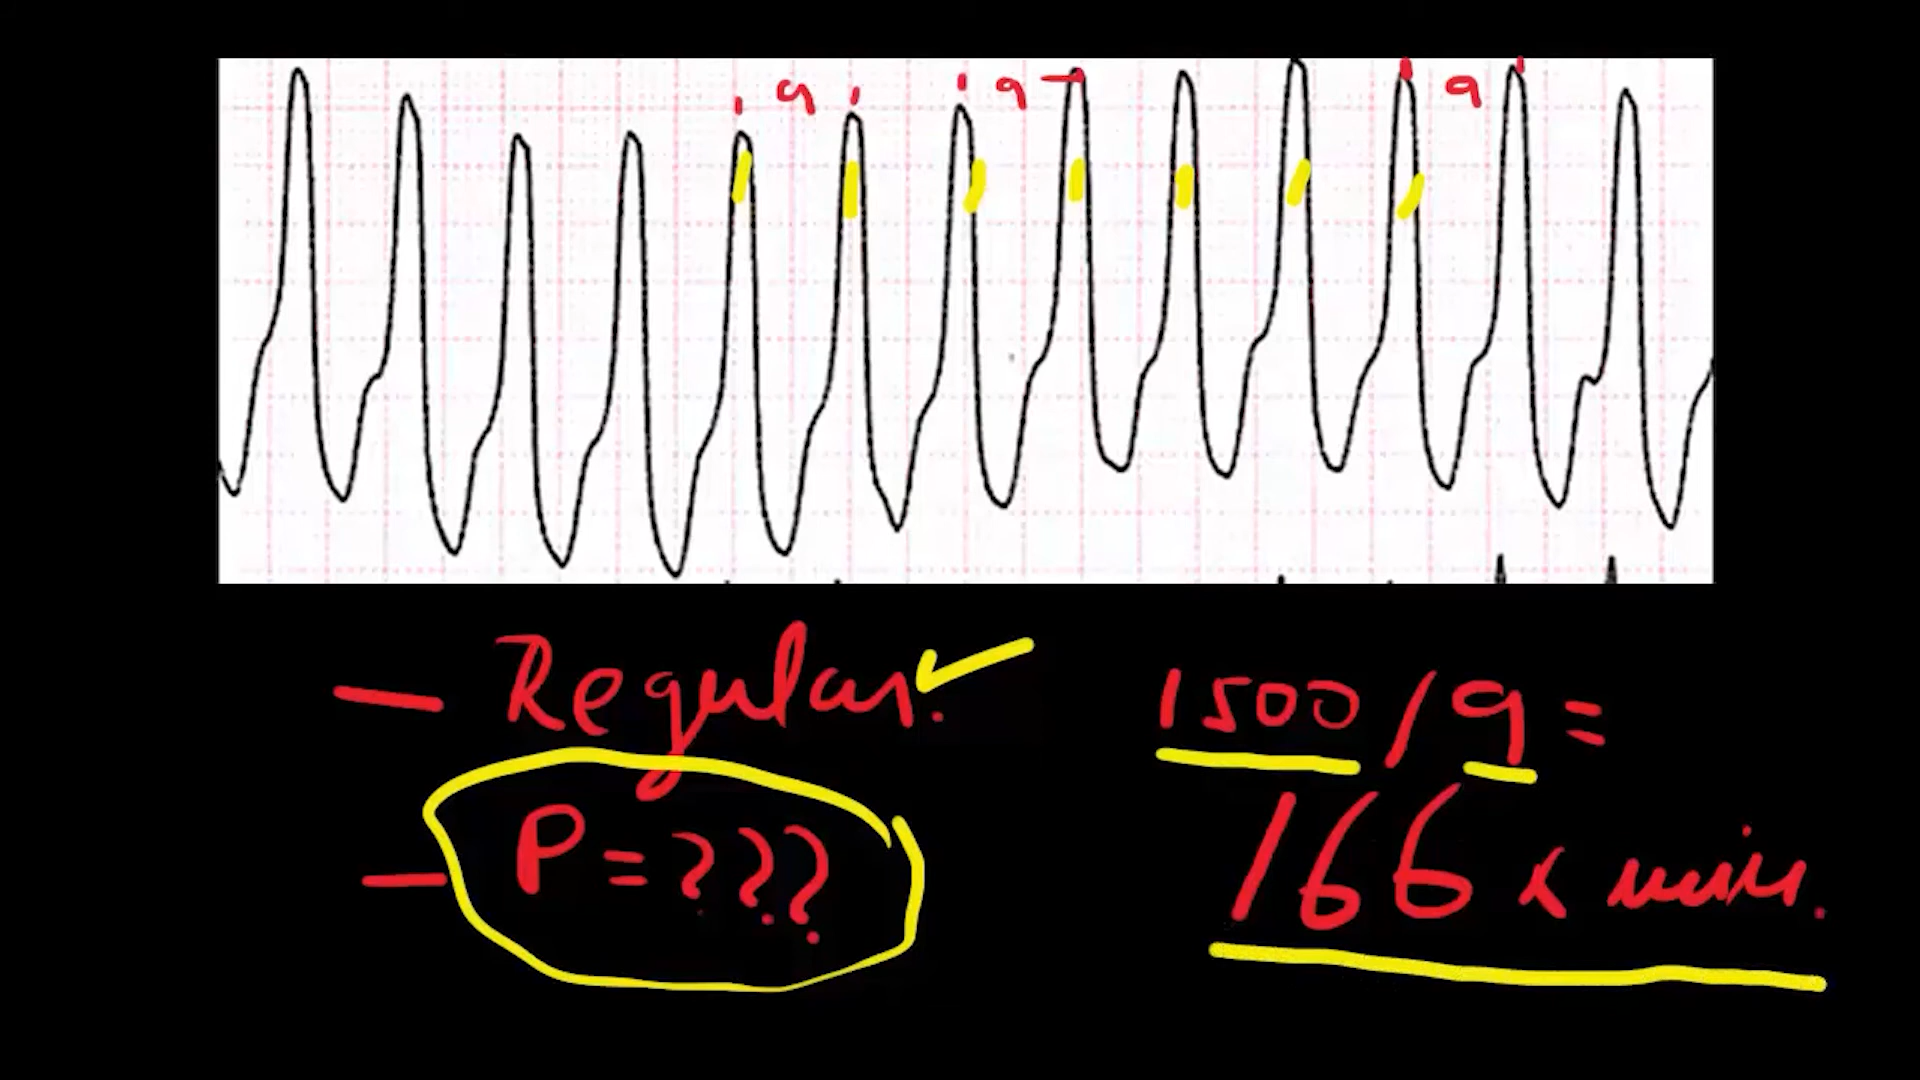 9 9 9
Regular.
1500/9=
P=???
166 x min.